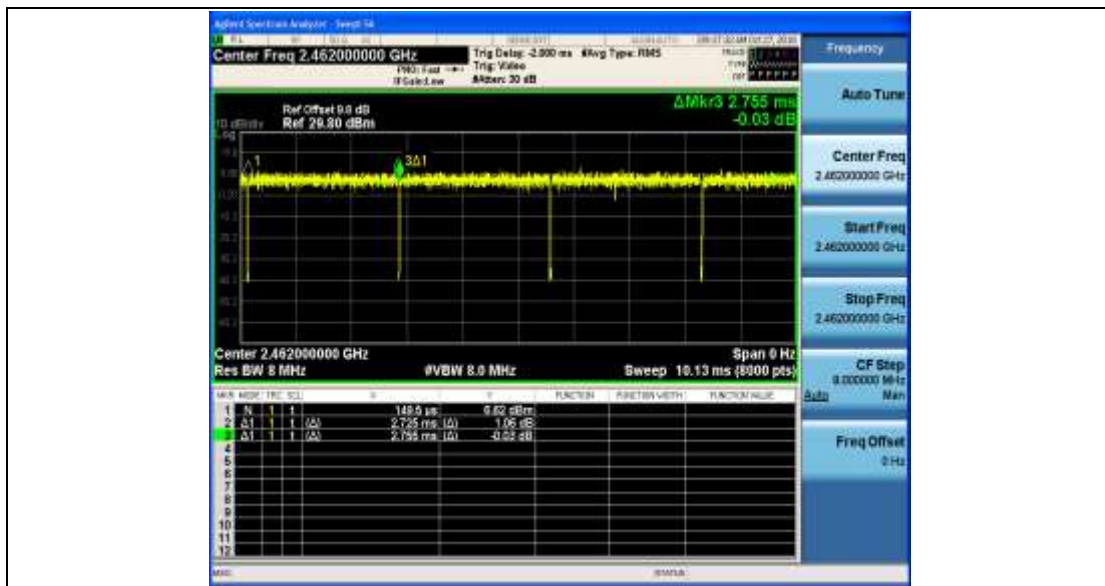 Agilent Spectrum Analyzer - Swept SA
Center Freq 2.462000000 GHz
PNO: Fast
IFGain:Low
Trig Delay: -2.000 ms
Trig: Video
#Atten: 30 dB
#Avg Type: RMS
TRACE
TYPE
DET
Frequency
Auto Tune
Center Freq
2.462000000 GHz
Start Freq
2.462000000 GHz
Stop Freq
2.462000000 GHz
CF Step
8.000000 MHz
Auto Man
Freq Offset
0 Hz
ΔMkr3 2.755 ms
-0.03 dB
Ref Offset 9.8 dB
10 dB/div Ref 29.80 dBm
Log
1
3Δ1
Center 2.462000000 GHz Span 0 Hz
Res BW 8 MHz #VBW 8.0 MHz Sweep 10.13 ms (8000 pts)
MKR MODE TRC SCL X Y FUNCTION FUNCTION WIDTH FUNCTION VALUE
1 N 1 t 149.5 µs 6.62 dBm
2 Δ1 1 t (Δ) 2.725 ms (Δ) 1.06 dB
3 Δ1 1 t (Δ) 2.755 ms (Δ) -0.03 dB
4
5
6
7
8
9
10
11
12
MSG STATUS